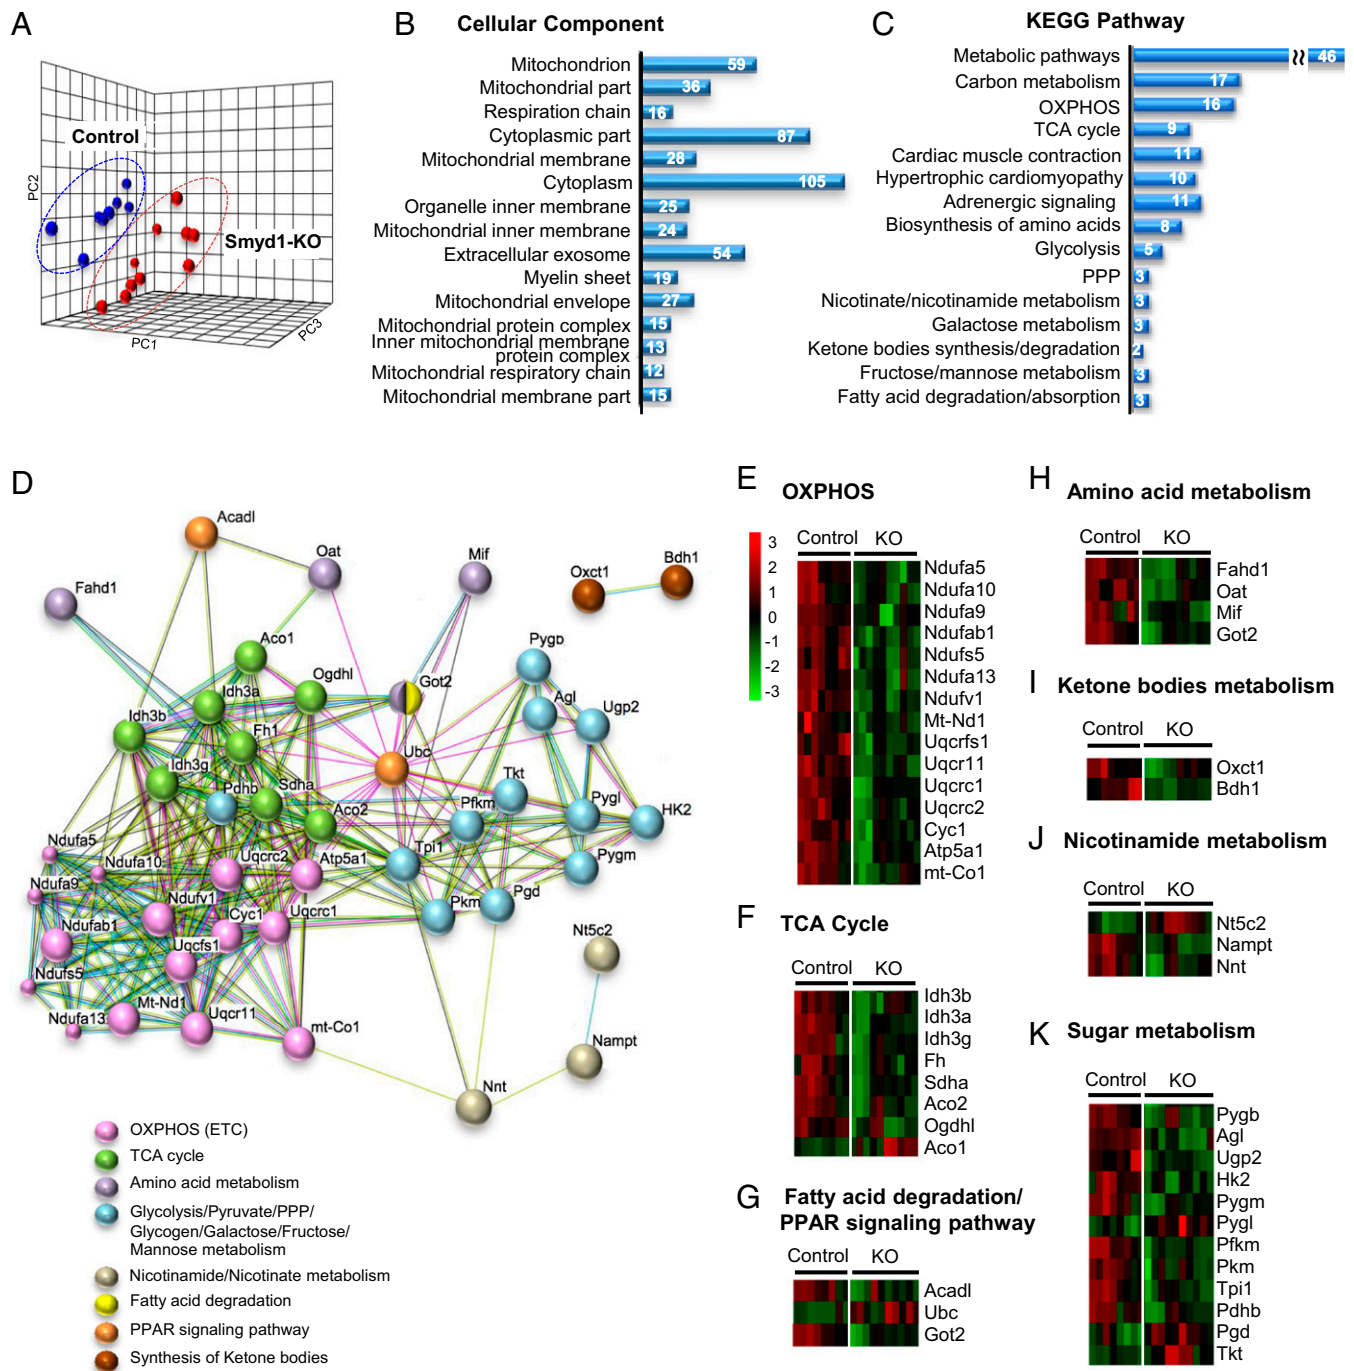 A
Control
Smyd1-KO
PC2
PC1
PC3
B
Cellular Component
Mitochondrion 59
Mitochondrial part 36
Respiration chain 16
Cytoplasmic part 87
Mitochondrial membrane 28
Cytoplasm 105
Organelle inner membrane 25
Mitochondrial inner membrane 24
Extracellular exosome 54
Myelin sheet 19
Mitochondrial envelope 27
Mitochondrial protein complex 15
Inner mitochondrial membrane
protein complex 13
Mitochondrial respiratory chain 12
Mitochondrial membrane part 15
C
KEGG Pathway
Metabolic pathways ≈ 46
Carbon metabolism 17
OXPHOS 16
TCA cycle 9
Cardiac muscle contraction 11
Hypertrophic cardiomyopathy 10
Adrenergic signaling 11
Biosynthesis of amino acids 8
Glycolysis 5
PPP 3
Nicotinate/nicotinamide metabolism 3
Galactose metabolism 3
Ketone bodies synthesis/degradation 2
Fructose/mannose metabolism 3
Fatty acid degradation/absorption 3
D
Acadl
Oat
Mif
Bdh1
Oxct1
Fahd1
Aco1
Pygb
Ogdhl
Got2
Idh3a
Agl
Ugp2
Idh3b
Fh1
Ubc
Idh3g
Sdha
Tkt
Pdhb
Pfkm
Pygl
HK2
Aco2
Ndufa5
Tpi1
Uqcrc2
Atp5a1
Pygm
Ndufa10
Ndufa9
Ndufv1
Pkm
Pgd
Cyc1
Uqcrc1
Ndufab1
Nt5c2
Uqcfs1
Ndufs5
Mt-Nd1
Ndufa13
Uqcr11
mt-Co1
Nampt
Nnt
OXPHOS (ETC)
TCA cycle
Amino acid metabolism
Glycolysis/Pyruvate/PPP/
Glycogen/Galactose/Fructose/
Mannose metabolism
Nicotinamide/Nicotinate metabolism
Fatty acid degradation
PPAR signaling pathway
Synthesis of Ketone bodies
E
OXPHOS
Control KO
3
2
1
0
-1
-2
-3
Ndufa5
Ndufa10
Ndufa9
Ndufab1
Ndufs5
Ndufa13
Ndufv1
Mt-Nd1
Uqcrfs1
Uqcr11
Uqcrc1
Uqcrc2
Cyc1
Atp5a1
mt-Co1
F
TCA Cycle
Control KO
Idh3b
Idh3a
Idh3g
Fh
Sdha
Aco2
Ogdhl
Aco1
G
Fatty acid degradation/
PPAR signaling pathway
Control KO
Acadl
Ubc
Got2
H
Amino acid metabolism
Control KO
Fahd1
Oat
Mif
Got2
I
Ketone bodies metabolism
Control KO
Oxct1
Bdh1
J
Nicotinamide metabolism
Control KO
Nt5c2
Nampt
Nnt
K
Sugar metabolism
Control KO
Pygb
Agl
Ugp2
Hk2
Pygm
Pygl
Pfkm
Pkm
Tpi1
Pdhb
Pgd
Tkt